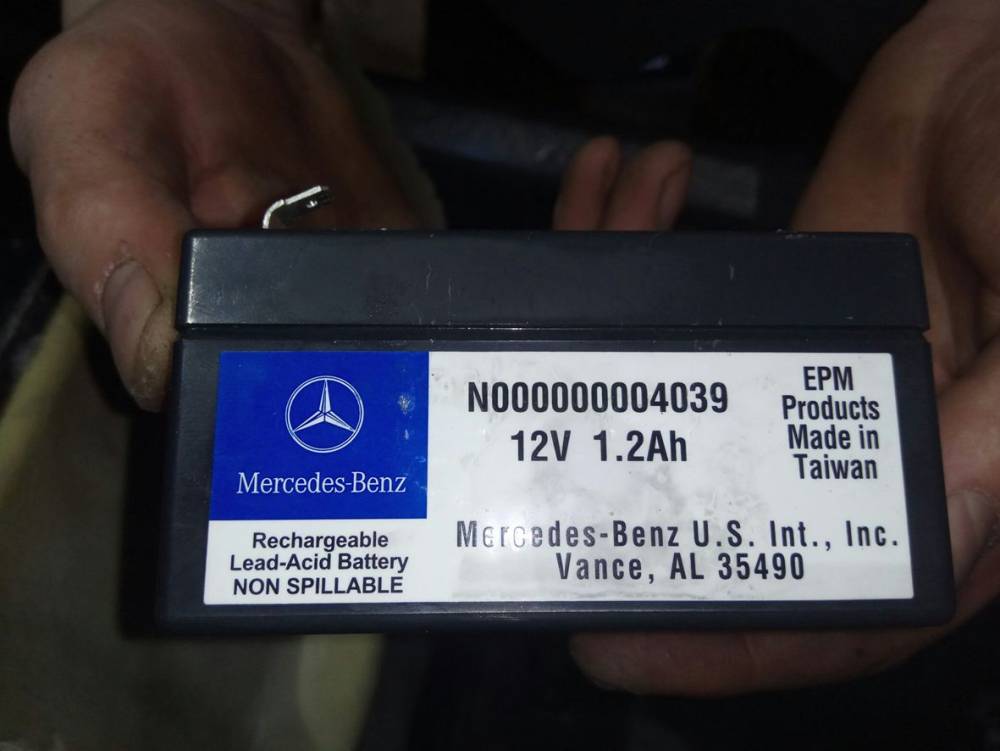 Mercedes-Benz
Rechargeable
Lead-Acid Battery
NON SPILLABLE
N000000004039
12V 1.2Ah
EPM
Products
Made in
Taiwan
Mercedes-Benz U.S. Int., Inc.
Vance, AL 35490